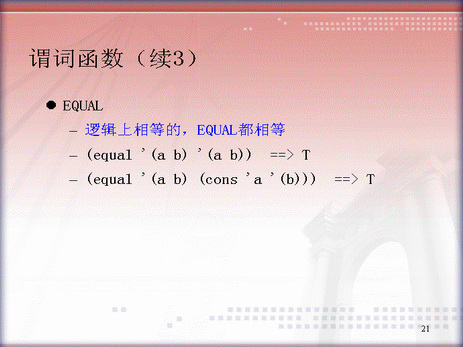 谓词函数（续3）
● EQUAL
– 逻辑上相等的，EQUAL都相等
– (equal '(a b) '(a b)) ==> T
– (equal '(a b) (cons 'a '(b))) ==> T
21